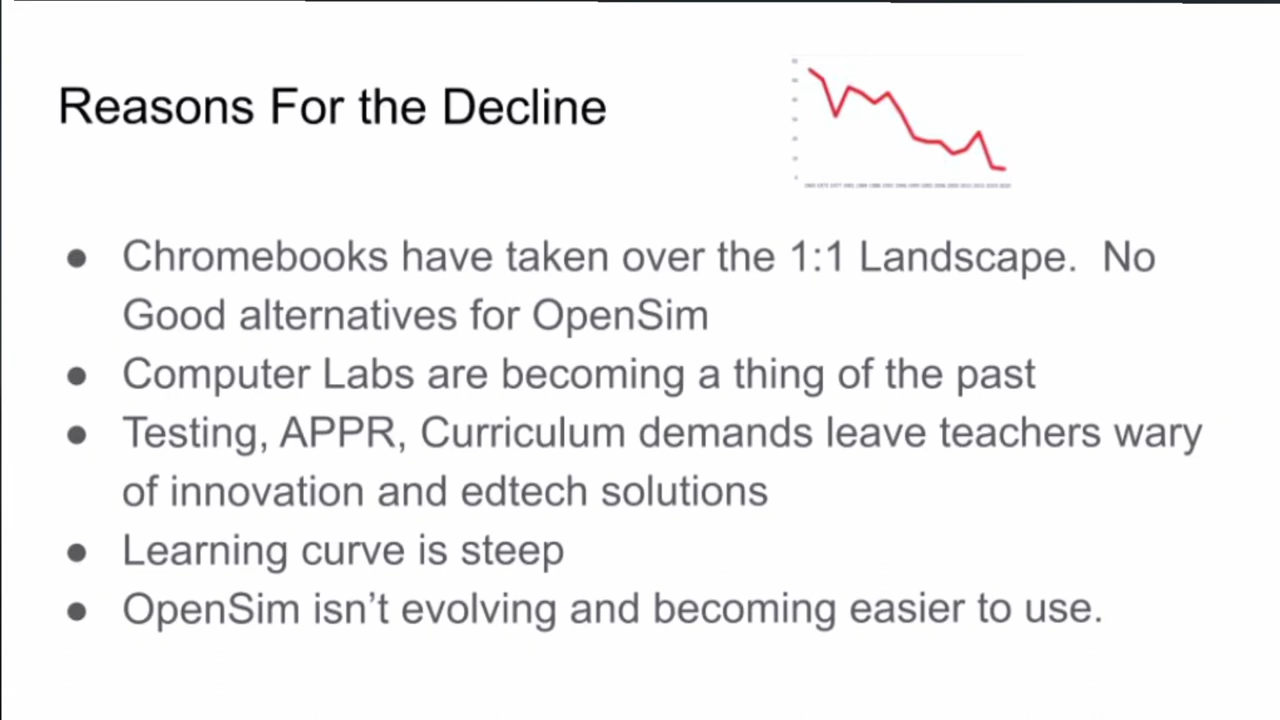 Reasons For the Decline
● Chromebooks have taken over the 1:1 Landscape.  No
Good alternatives for OpenSim
● Computer Labs are becoming a thing of the past
● Testing, APPR, Curriculum demands leave teachers wary
of innovation and edtech solutions
● Learning curve is steep
● OpenSim isn’t evolving and becoming easier to use.